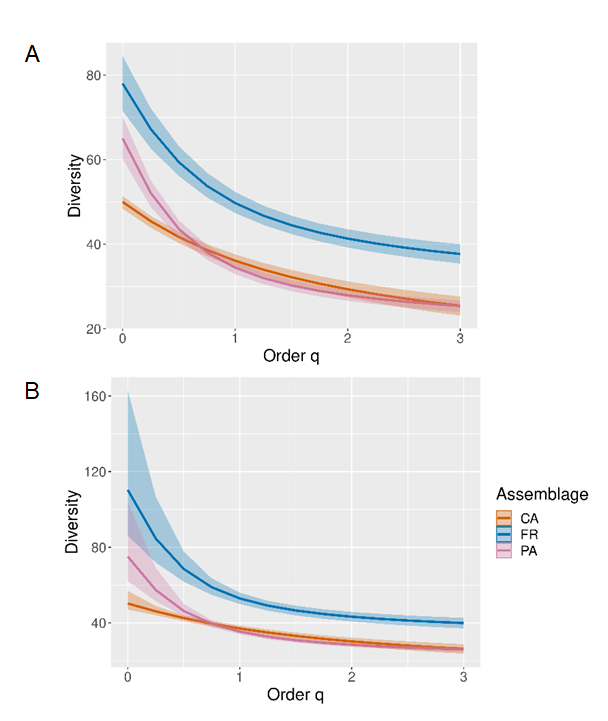 A
80
60
40
20
Diversity
0 1 2 3
Order q
B
160
120
80
40
Diversity
0 1 2 3
Order q
Assemblage
CA
FR
PA